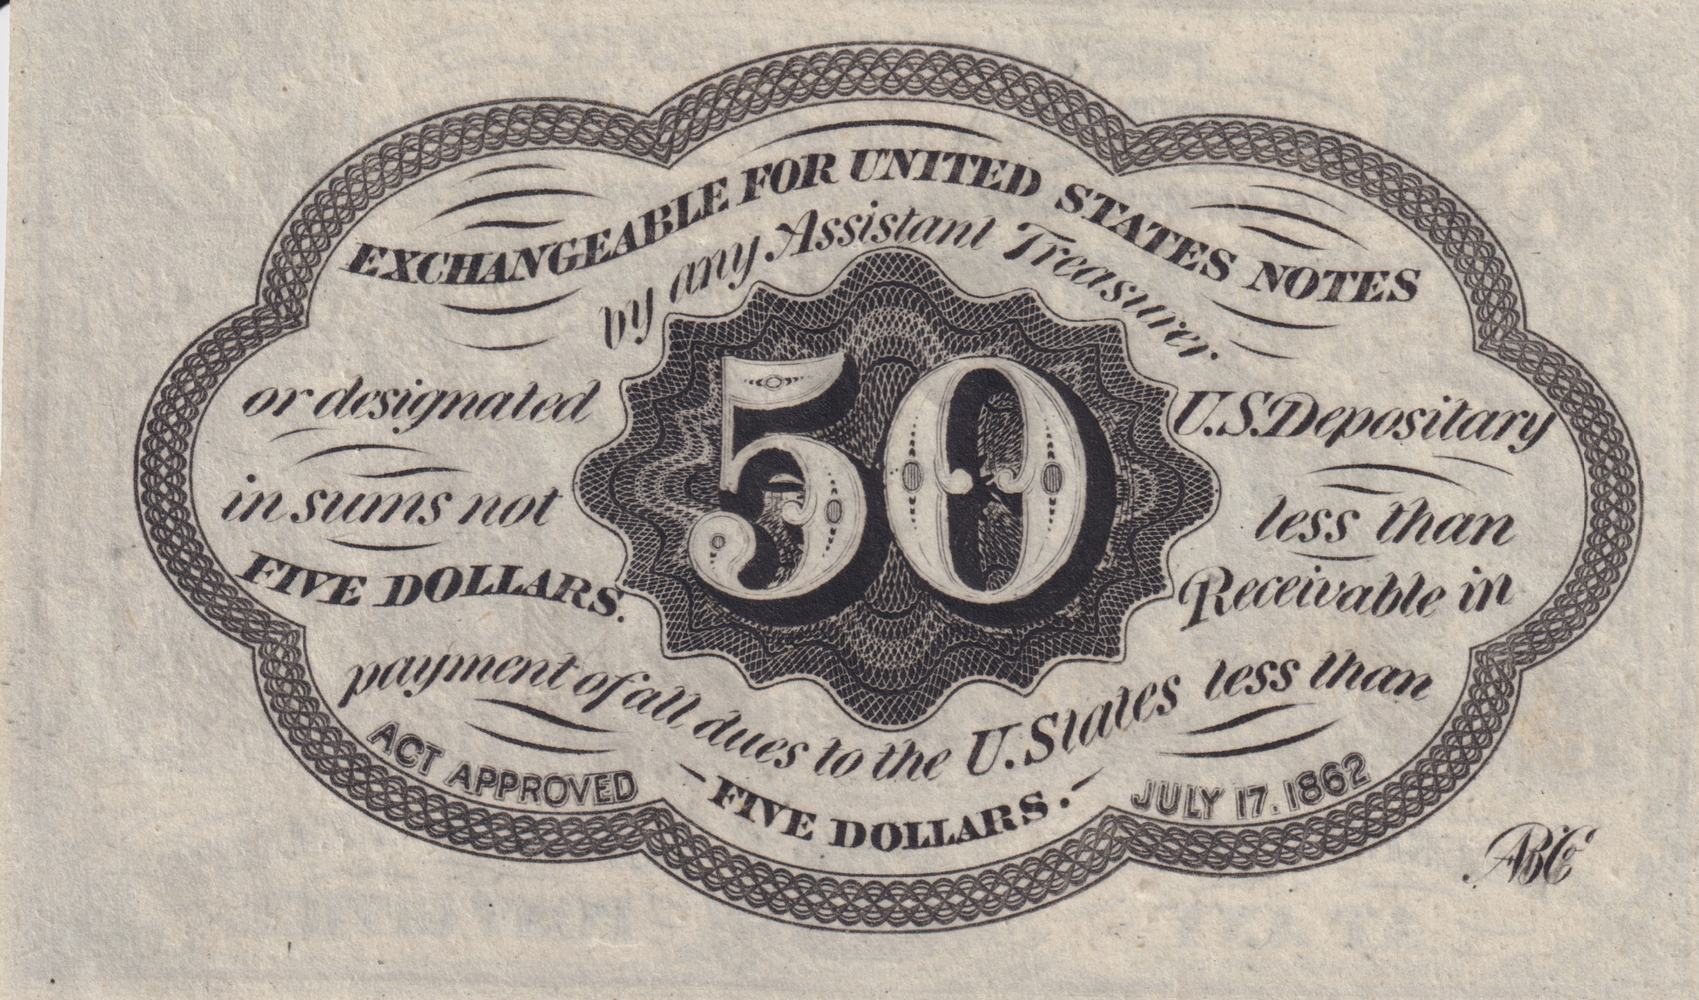 EXCHANGEABLE FOR UNITED STATES NOTES
by any Assistant Treasurer
or designated U.S. Depositary
in sums not less than
FIVE DOLLARS. Receivable in
payment of all dues to the U. States less than
FIVE DOLLARS.
ACT APPROVED JULY 17. 1862
50
ABCo